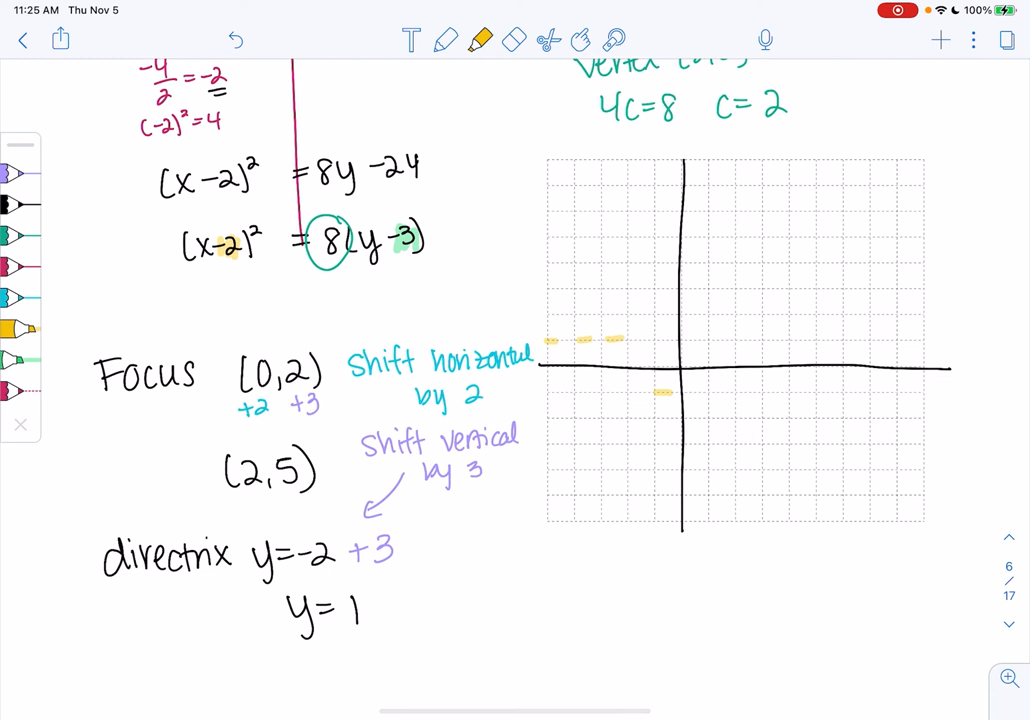 11:25 AM Thu Nov 5
100%
-4/2 = -2
(-2)² = 4
(x-2)² = 8y - 24
(x-2)² = 8(y-3)
Vertex
4c=8 c=2
Focus (0,2)
+2 +3
shift horizontal
by 2
shift vertical
by 3
(2,5)
directrix y=-2 +3
y=1
6
/
17